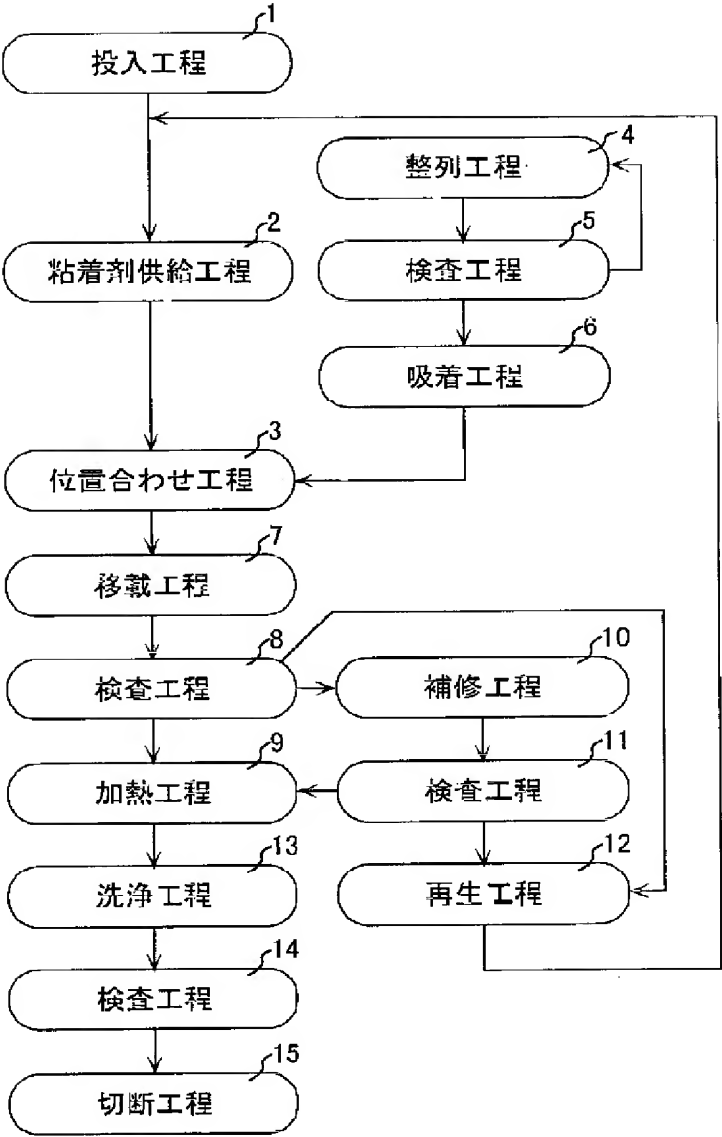 1
投入工程
4
整列工程
2
粘着剤供給工程
5
検査工程
6
吸着工程
3
位置合わせ工程
7
移載工程
8
検査工程
10
補修工程
9
加熱工程
11
検査工程
13
洗浄工程
12
再生工程
14
検査工程
15
切断工程